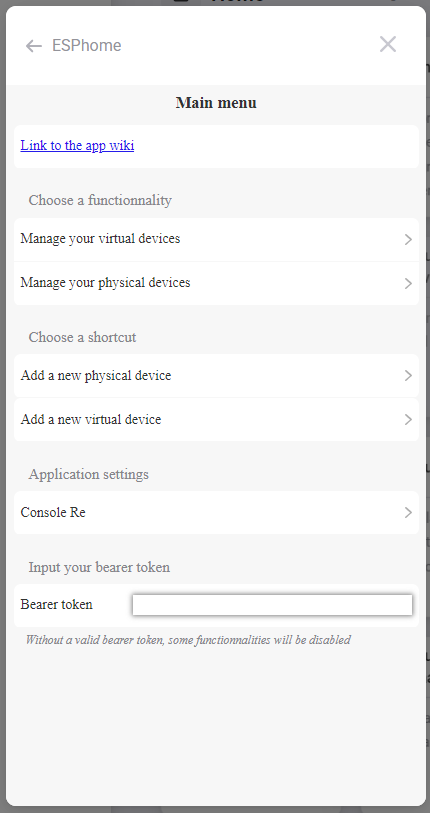 ESPhome
Main menu
Link to the app wiki
Choose a functionnality
Manage your virtual devices
Manage your physical devices
Choose a shortcut
Add a new physical device
Add a new virtual device
Application settings
Console Re
Input your bearer token
Bearer token
Without a valid bearer token, some functionnalities will be disabled